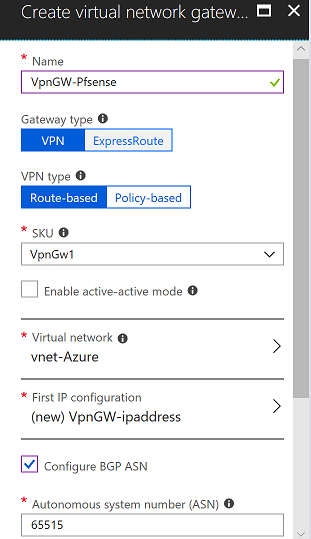 Create virtual network gatew...
* Name
VpnGW-Pfsense
Gateway type
VPN ExpressRoute
VPN type
Route-based Policy-based
* SKU
VpnGw1
Enable active-active mode
* Virtual network
vnet-Azure
* First IP configuration
(new) VpnGW-ipaddress
Configure BGP ASN
* Autonomous system number (ASN)
65515